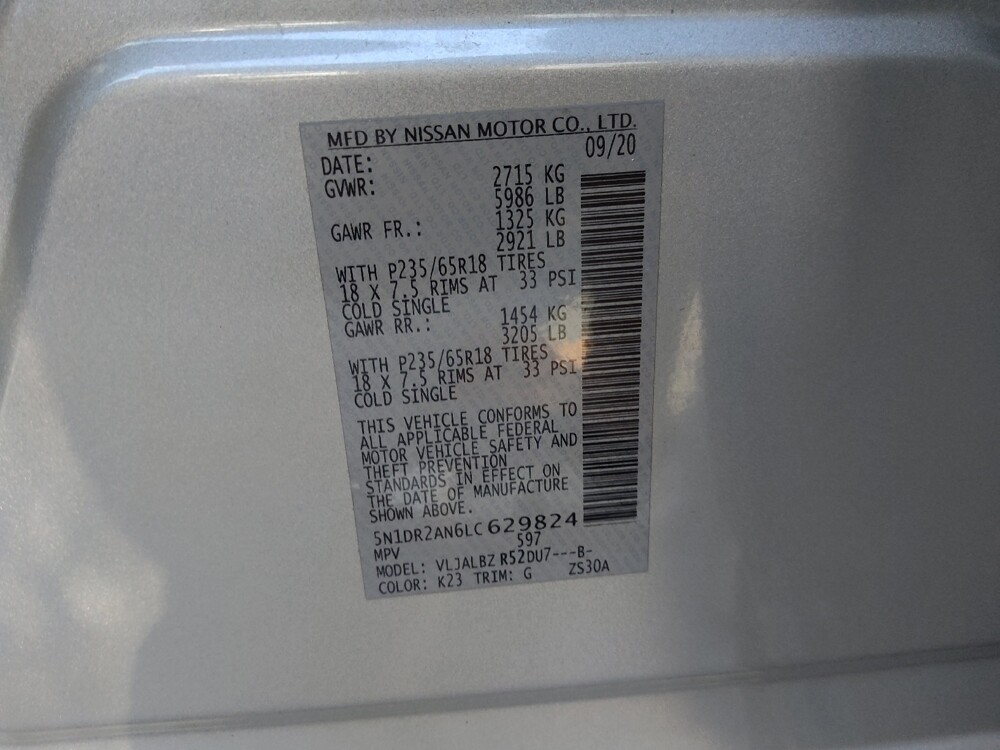 MFD BY NISSAN MOTOR CO., LTD.
DATE: 09/20
GVWR: 2715 KG
5986 LB
GAWR FR.: 1325 KG
2921 LB
WITH P235/65R18 TIRES
18 X 7.5 RIMS AT 33 PSI
COLD SINGLE
GAWR RR.: 1454 KG
3205 LB
WITH P235/65R18 TIRES
18 X 7.5 RIMS AT 33 PSI
COLD SINGLE
THIS VEHICLE CONFORMS TO
ALL APPLICABLE FEDERAL
MOTOR VEHICLE SAFETY AND
THEFT PREVENTION
STANDARDS IN EFFECT ON
THE DATE OF MANUFACTURE
SHOWN ABOVE.
5N1DR2AN6LC629824
MPV 597
MODEL: VLJALBZ R52DU7---B-
COLOR: K23 TRIM: G ZS30A